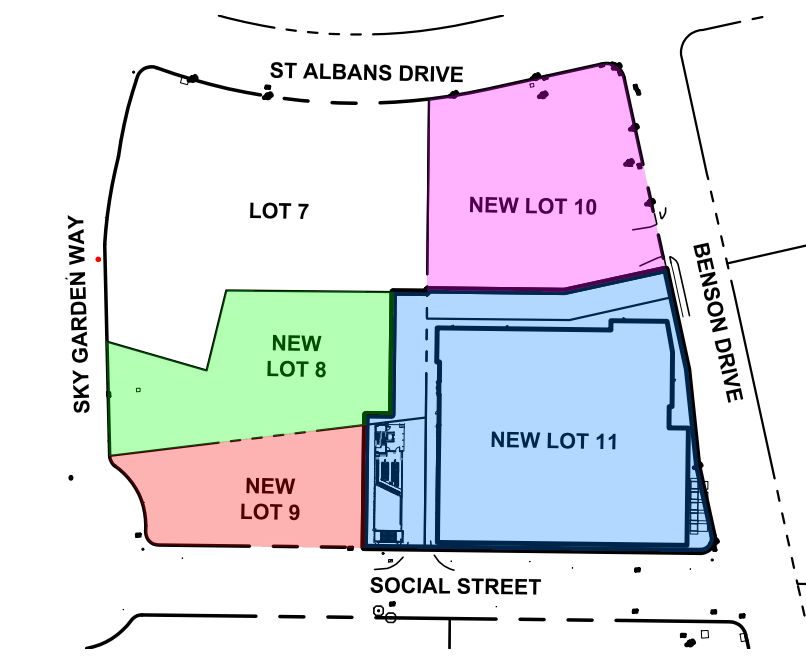 ST ALBANS DRIVE
LOT 7
NEW LOT 10
SKY GARDEN WAY
BENSON DRIVE
NEW
LOT 8
NEW LOT 11
NEW
LOT 9
SOCIAL STREET